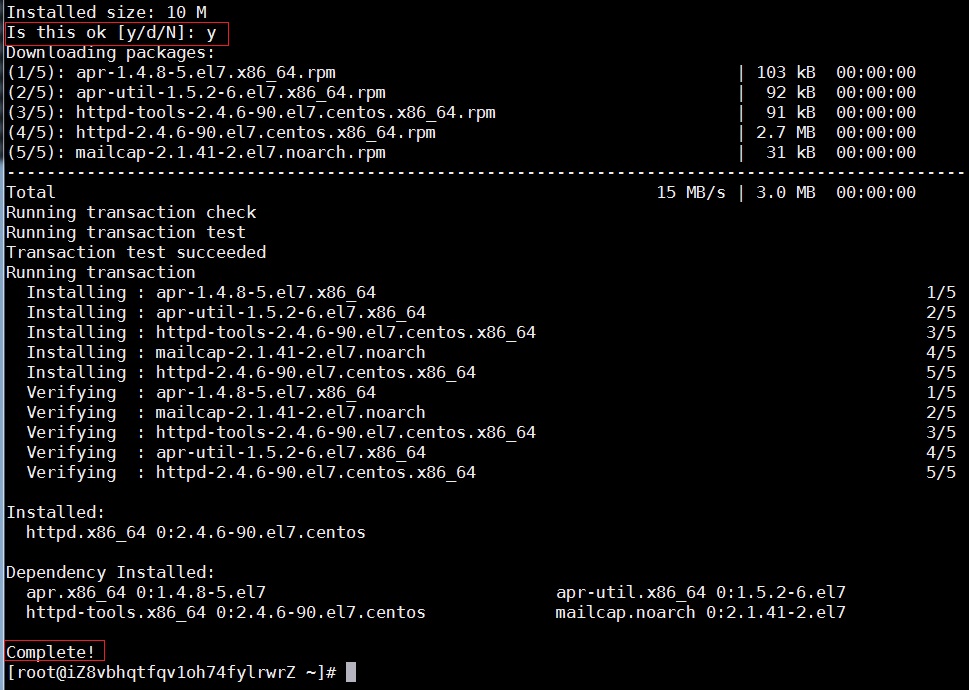 Installed size: 10 M
Is this ok [y/d/N]: y
Downloading packages:
(1/5): apr-1.4.8-5.el7.x86_64.rpm | 103 kB 00:00:00
(2/5): apr-util-1.5.2-6.el7.x86_64.rpm | 92 kB 00:00:00
(3/5): httpd-tools-2.4.6-90.el7.centos.x86_64.rpm | 91 kB 00:00:00
(4/5): httpd-2.4.6-90.el7.centos.x86_64.rpm | 2.7 MB 00:00:00
(5/5): mailcap-2.1.41-2.el7.noarch.rpm | 31 kB 00:00:00
--------------------------------------------------------------------------------
Total 15 MB/s | 3.0 MB 00:00:00
Running transaction check
Running transaction test
Transaction test succeeded
Running transaction
Installing : apr-1.4.8-5.el7.x86_64 1/5
Installing : apr-util-1.5.2-6.el7.x86_64 2/5
Installing : httpd-tools-2.4.6-90.el7.centos.x86_64 3/5
Installing : mailcap-2.1.41-2.el7.noarch 4/5
Installing : httpd-2.4.6-90.el7.centos.x86_64 5/5
Verifying : apr-1.4.8-5.el7.x86_64 1/5
Verifying : mailcap-2.1.41-2.el7.noarch 2/5
Verifying : httpd-tools-2.4.6-90.el7.centos.x86_64 3/5
Verifying : apr-util-1.5.2-6.el7.x86_64 4/5
Verifying : httpd-2.4.6-90.el7.centos.x86_64 5/5
Installed:
httpd.x86_64 0:2.4.6-90.el7.centos
Dependency Installed:
apr.x86_64 0:1.4.8-5.el7 apr-util.x86_64 0:1.5.2-6.el7
httpd-tools.x86_64 0:2.4.6-90.el7.centos mailcap.noarch 0:2.1.41-2.el7
Complete!
[root@iZ8vbhqtfqv1oh74fylrwrZ ~]#